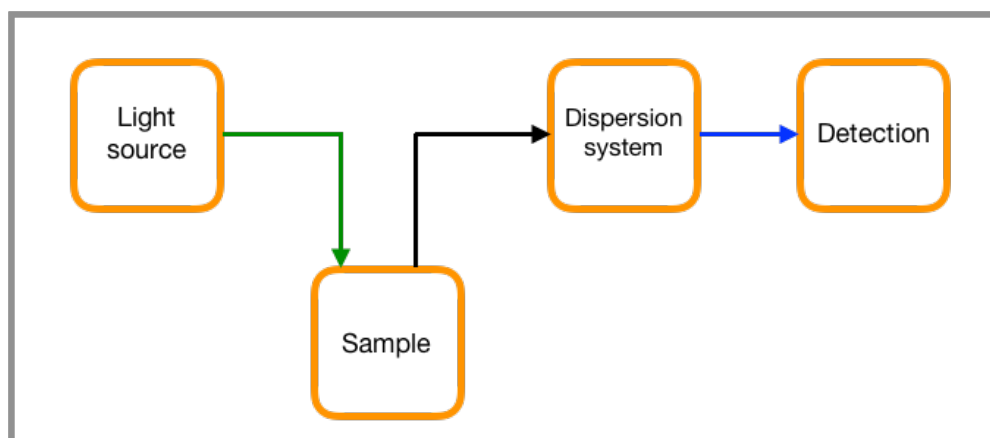 Light
source
Dispersion
system
Detection
Sample